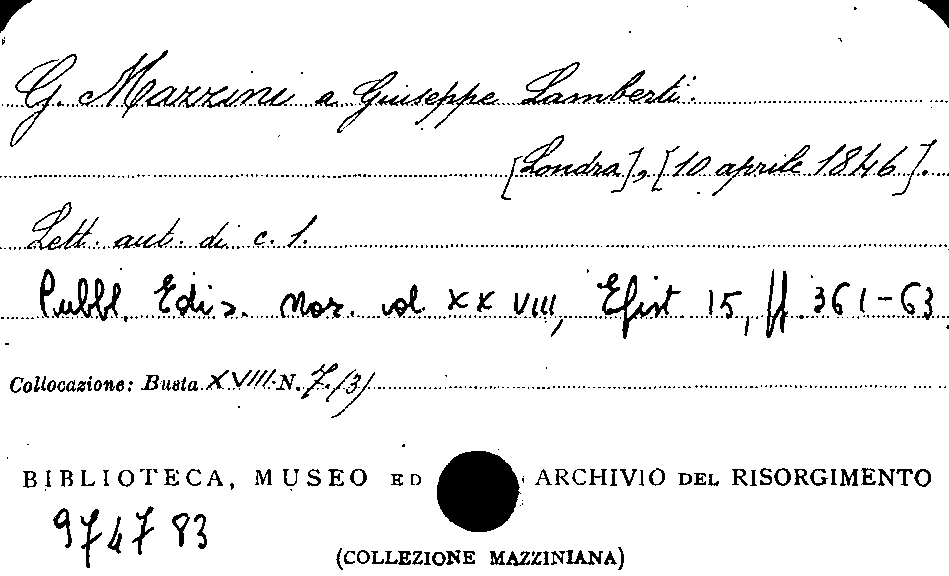 G. Mazzini a Giuseppe Lamberti.
[Londra], [10 aprile 1846].
Lett. aut. di c. 1.
Pubbl. Ediz. Naz. vol XXVIII, Epist. 15, pp. 361-63
Collocazione: Busta XVIII N. 7/(3)
BIBLIOTECA, MUSEO ED ARCHIVIO DEL RISORGIMENTO
974783
(COLLEZIONE MAZZINIANA)